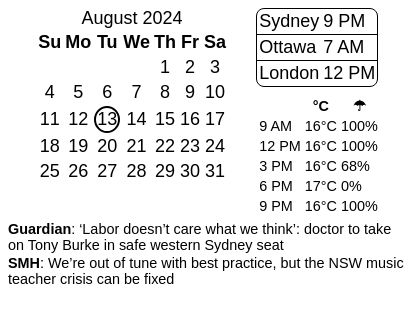 August 2024
Su Mo Tu We Th Fr Sa
1 2 3
4 5 6 7 8 9 10
11 12 13 14 15 16 17
18 19 20 21 22 23 24
25 26 27 28 29 30 31
Sydney 9 PM
Ottawa 7 AM
London 12 PM
°C ☂
9 AM 16°C 100%
12 PM 16°C 100%
3 PM 16°C 68%
6 PM 17°C 0%
9 PM 16°C 100%
Guardian: ‘Labor doesn’t care what we think’: doctor to take
on Tony Burke in safe western Sydney seat
SMH: We’re out of tune with best practice, but the NSW music
teacher crisis can be fixed